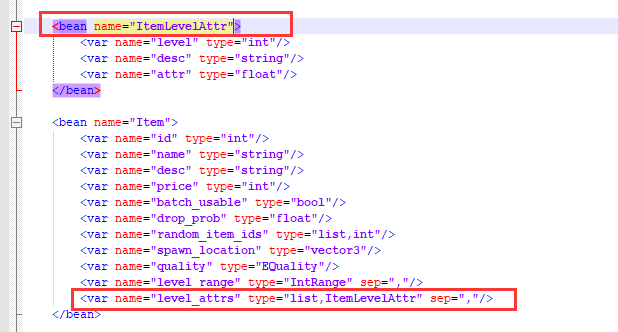 <bean name="ItemLevelAttr">
<var name="level" type="int"/>
<var name="desc" type="string"/>
<var name="attr" type="float"/>
</bean>
<bean name="Item">
<var name="id" type="int"/>
<var name="name" type="string"/>
<var name="desc" type="string"/>
<var name="price" type="int"/>
<var name="batch_usable" type="bool"/>
<var name="drop_prob" type="float"/>
<var name="random_item_ids" type="list,int"/>
<var name="spawn_location" type="vector3"/>
<var name="quality" type="EQuality"/>
<var name="level_range" type="IntRange" sep=","/>
<var name="level_attrs" type="list,ItemLevelAttr" sep=","/>
</bean>